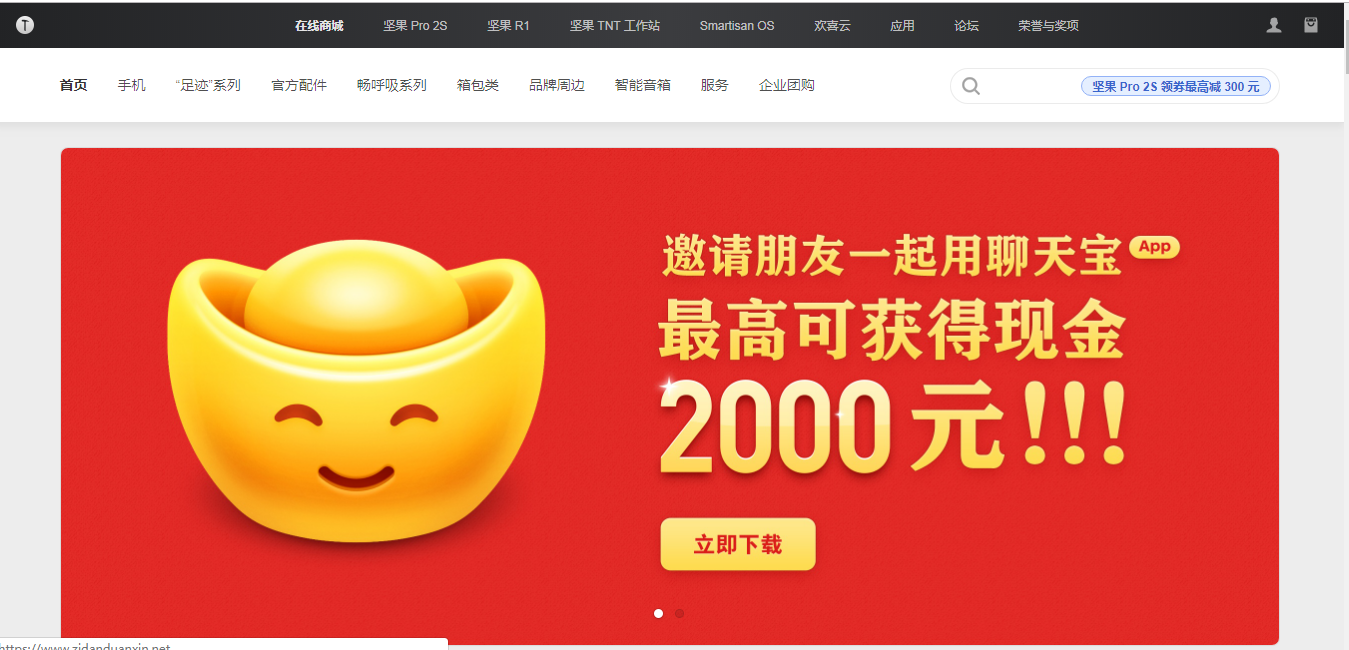 T
在线商城 坚果 Pro 2S 坚果 R1 坚果 TNT 工作站 Smartisan OS 欢喜云 应用 论坛 荣誉与奖项
首页 手机 “足迹”系列 官方配件 畅呼吸系列 箱包类 品牌周边 智能音箱 服务 企业团购 坚果 Pro 2S 领券最高减 300 元
邀请朋友一起用聊天宝 App
最高可获得现金
2000 元!!!
立即下载
https://www.zidanduanxin.net